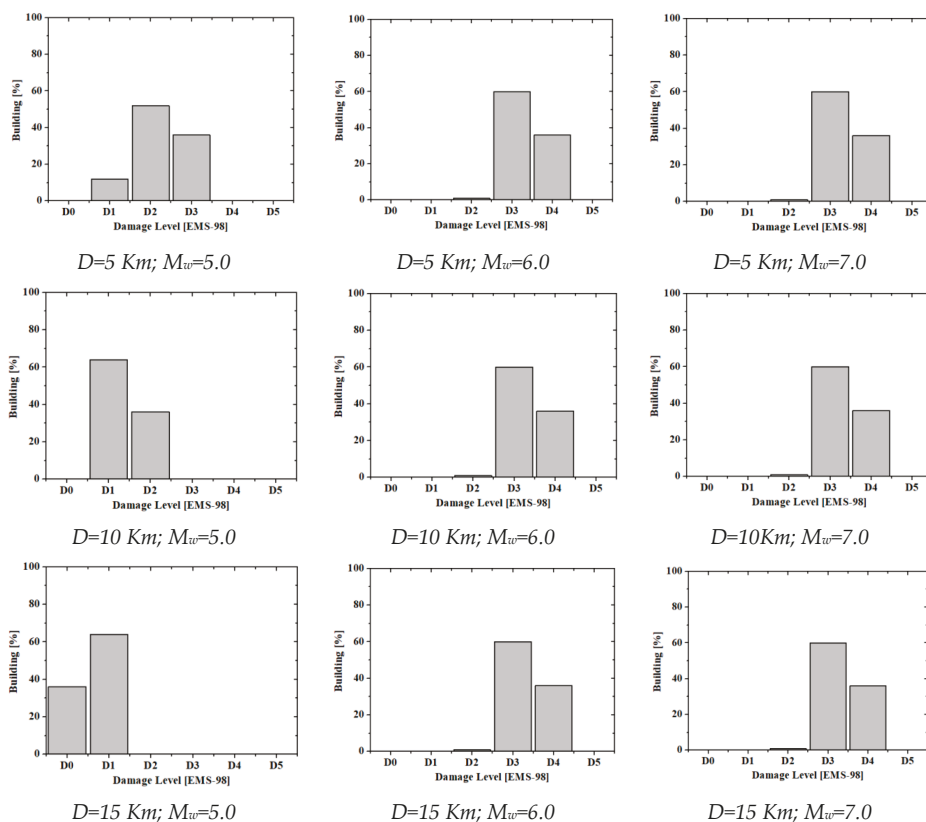 100
80
60
40
20
0
Building [%]
D0 D1 D2 D3 D4 D5
Damage Level [EMS-98]
D=5 Km; Mw=5.0
100
80
60
40
20
0
Building [%]
D0 D1 D2 D3 D4 D5
Damage Level [EMS-98]
D=5 Km; Mw=6.0
100
80
60
40
20
0
Building [%]
D0 D1 D2 D3 D4 D5
Damage Level [EMS-98]
D=5 Km; Mw=7.0
100
80
60
40
20
0
Building [%]
D0 D1 D2 D3 D4 D5
Damage Level [EMS-98]
D=10 Km; Mw=5.0
100
80
60
40
20
0
Building [%]
D0 D1 D2 D3 D4 D5
Damage Level [EMS-98]
D=10 Km; Mw=6.0
100
80
60
40
20
0
Building [%]
D0 D1 D2 D3 D4 D5
Damage Level [EMS-98]
D=10Km; Mw=7.0
100
80
60
40
20
0
Building [%]
D0 D1 D2 D3 D4 D5
Damage Level [EMS-98]
D=15 Km; Mw=5.0
100
80
60
40
20
0
Building [%]
D0 D1 D2 D3 D4 D5
Damage Level [EMS-98]
D=15 Km; Mw=6.0
100
80
60
40
20
0
Building [%]
D0 D1 D2 D3 D4 D5
Damage Level [EMS-98]
D=15 Km; Mw=7.0